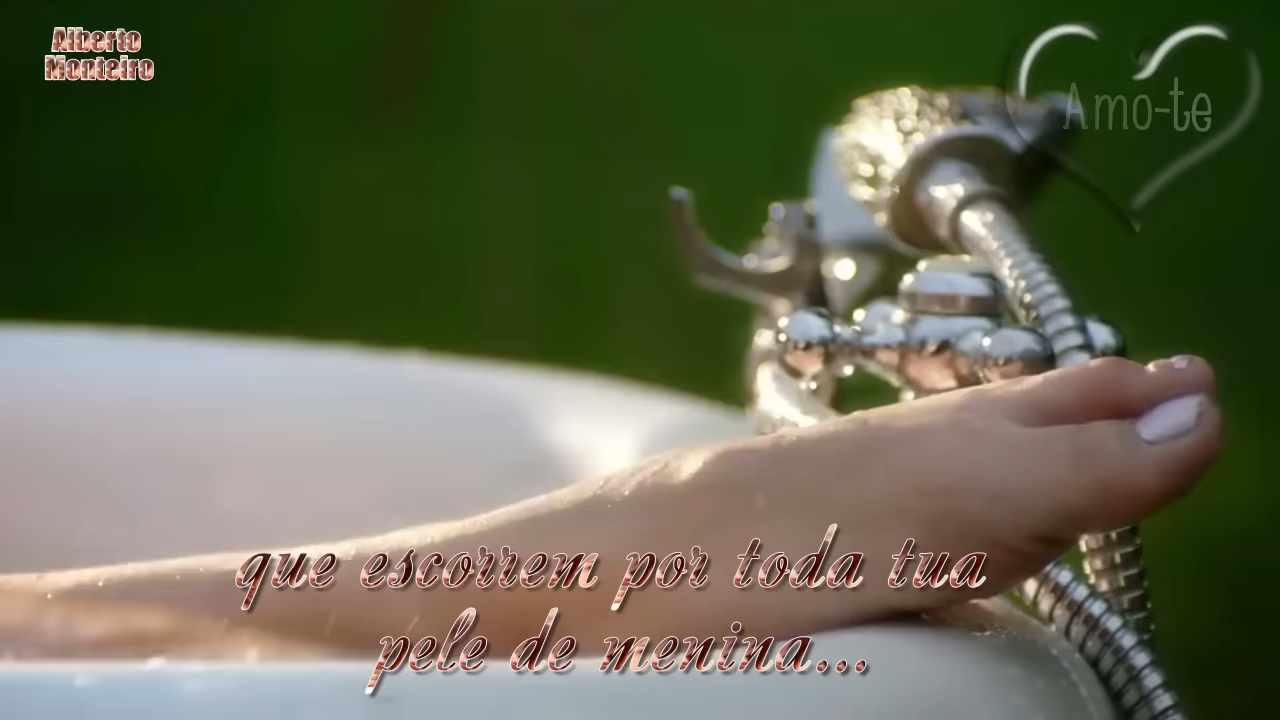 Alberto
Monteiro
Amo-te
que escorrem por toda tua
pele de menina...